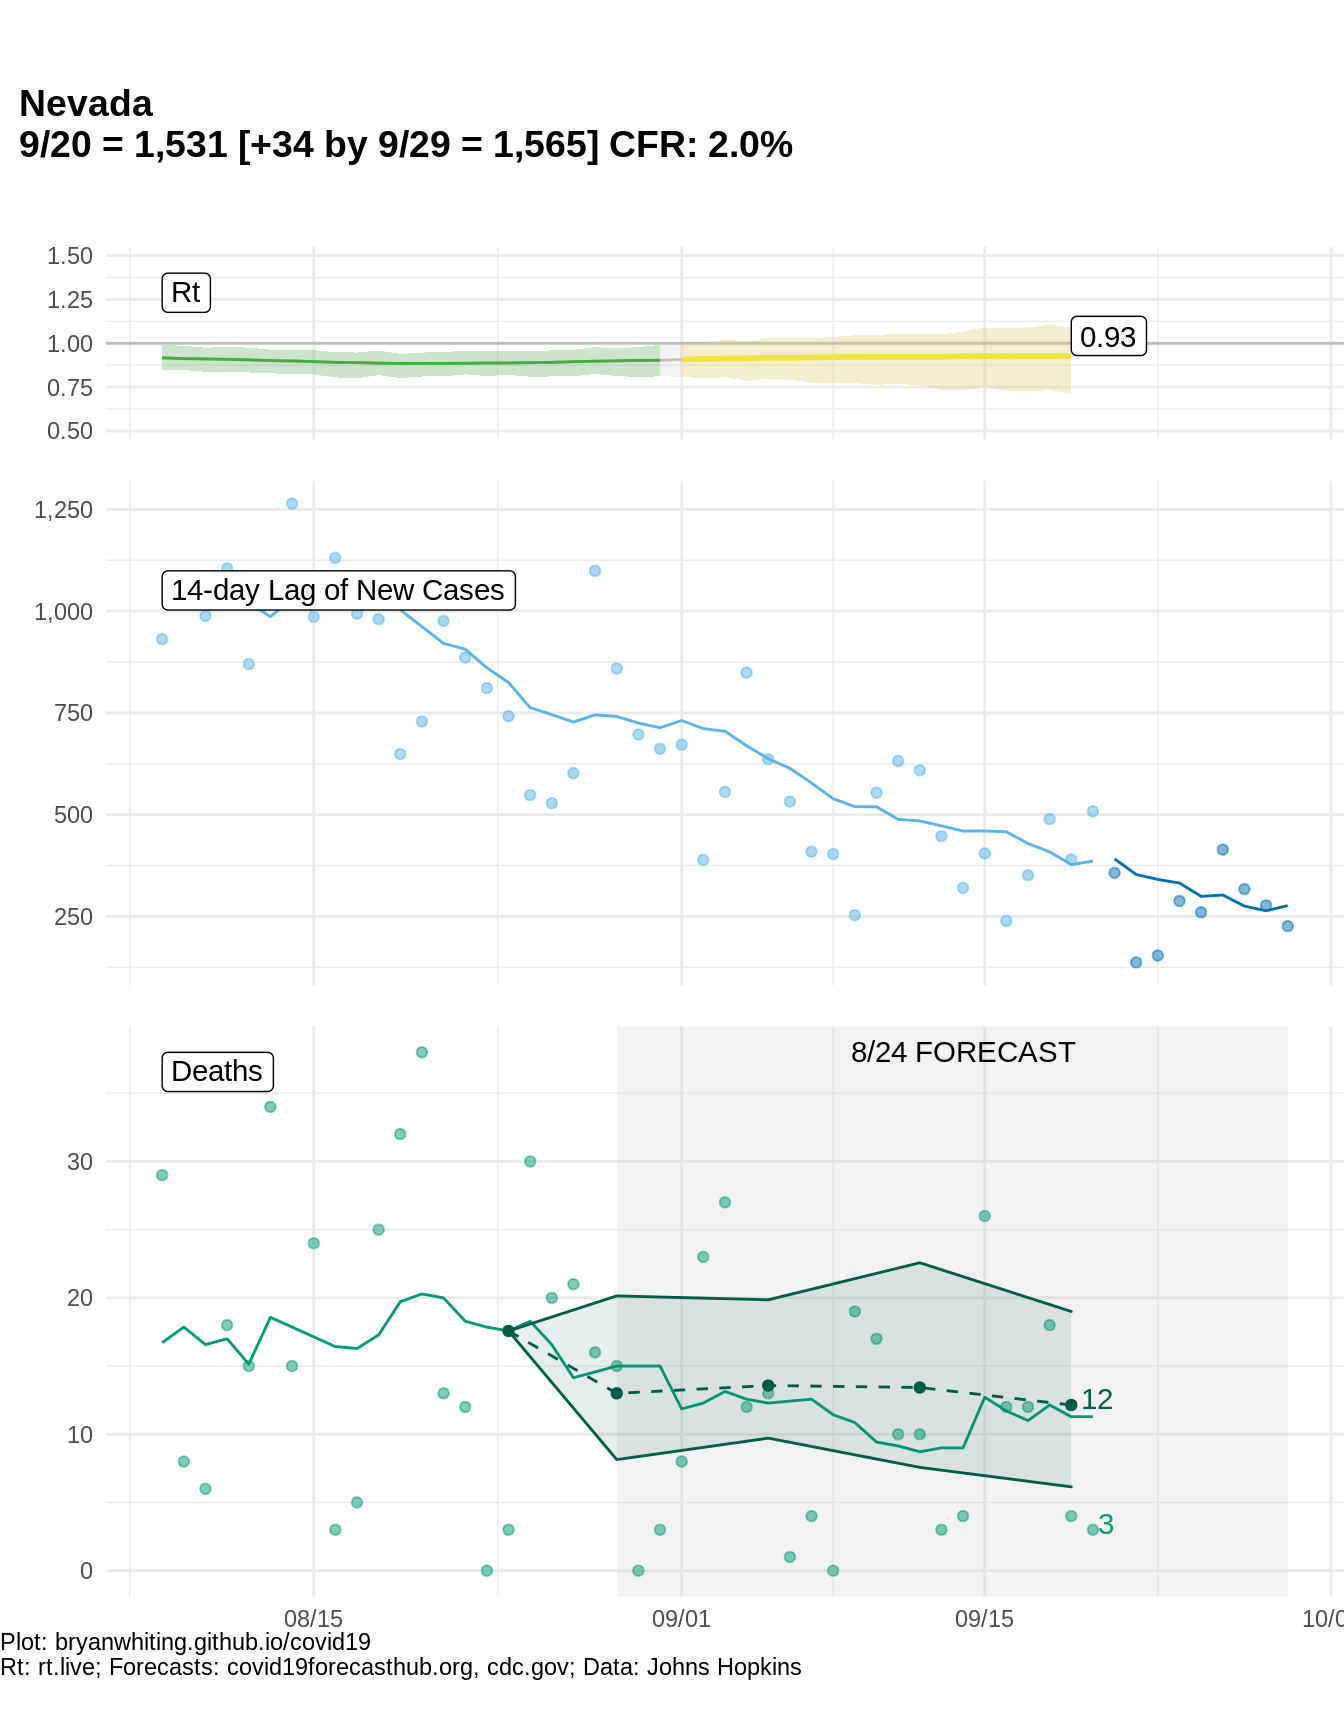 Nevada
9/20 = 1,531 [+34 by 9/29 = 1,565] CFR: 2.0%
1.50
1.25
1.00
0.75
0.50
Rt
0.93
1,250
1,000
750
500
250
14-day Lag of New Cases
30
20
10
0
Deaths
8/24 FORECAST
12
3
08/15
09/01
09/15
10/0
Plot: bryanwhiting.github.io/covid19
Rt: rt.live; Forecasts: covid19forecasthub.org, cdc.gov; Data: Johns Hopkins